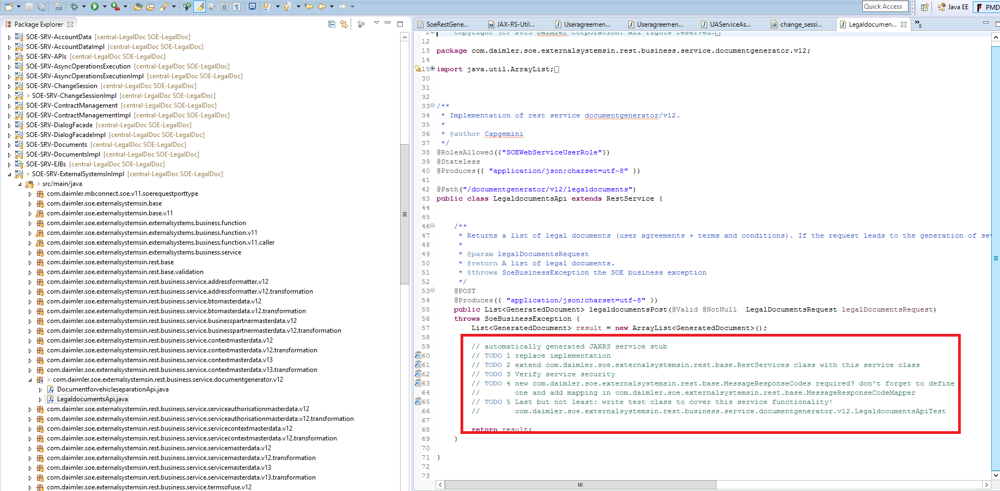 Quick Access
Java EE
PMD
Package Explorer
SOE-SRV-AccountData [central-LegalDoc SOE-LegalDoc]
SOE-SRV-AccountDataImpl [central-LegalDoc SOE-LegalDoc]
SOE-SRV-APIs [central-LegalDoc SOE-LegalDoc]
SOE-SRV-AsyncOperationsExecution [central-LegalDoc SOE-LegalDoc]
SOE-SRV-AsyncOperationsExecutionImpl [central-LegalDoc SOE-LegalDoc]
SOE-SRV-ChangeSession [central-LegalDoc SOE-LegalDoc]
> SOE-SRV-ChangeSessionImpl [central-LegalDoc SOE-LegalDoc]
SOE-SRV-ContractManagement [central-LegalDoc SOE-LegalDoc]
SOE-SRV-ContractManagementImpl [central-LegalDoc SOE-LegalDoc]
SOE-SRV-DialogFacade [central-LegalDoc SOE-LegalDoc]
SOE-SRV-DialogFacadeImpl [central-LegalDoc SOE-LegalDoc]
SOE-SRV-Documents [central-LegalDoc SOE-LegalDoc]
SOE-SRV-DocumentsImpl [central-LegalDoc SOE-LegalDoc]
SOE-SRV-EJBs [central-LegalDoc SOE-LegalDoc]
> SOE-SRV-ExternalSystemsInImpl [central-LegalDoc SOE-LegalDoc]
> src/main/java
com.daimler.mbconnect.soe.v11.soerequestporttype
com.daimler.soe.externalsystemsin.base
com.daimler.soe.externalsystemsin.base.v11
com.daimler.soe.externalsystemsin.externalsystems.business.function
com.daimler.soe.externalsystemsin.externalsystems.business.function.v11
com.daimler.soe.externalsystemsin.externalsystems.business.function.v11.caller
com.daimler.soe.externalsystemsin.externalsystems.business.service
com.daimler.soe.externalsystemsin.rest.base
com.daimler.soe.externalsystemsin.rest.base.validation
com.daimler.soe.externalsystemsin.rest.business.service.addressformatter.v12
com.daimler.soe.externalsystemsin.rest.business.service.addressformatter.v12.transformation
com.daimler.soe.externalsystemsin.rest.business.service.btomasterdata.v12
com.daimler.soe.externalsystemsin.rest.business.service.btomasterdata.v12.transformation
com.daimler.soe.externalsystemsin.rest.business.service.businesspartnermasterdata.v12
com.daimler.soe.externalsystemsin.rest.business.service.businesspartnermasterdata.v12.transformation
com.daimler.soe.externalsystemsin.rest.business.service.contextmasterdata.v12
com.daimler.soe.externalsystemsin.rest.business.service.contextmasterdata.v12.transformation
com.daimler.soe.externalsystemsin.rest.business.service.contextmasterdata.v13
com.daimler.soe.externalsystemsin.rest.business.service.contextmasterdata.v13.transformation
> com.daimler.soe.externalsystemsin.rest.business.service.documentgenerator.v12
DocumentforvehicleseparationApi.java
LegaldocumentsApi.java
com.daimler.soe.externalsystemsin.rest.business.service.serviceauthorisationmasterdata.v12
com.daimler.soe.externalsystemsin.rest.business.service.serviceauthorisationmasterdata.v12.transformation
com.daimler.soe.externalsystemsin.rest.business.service.servicecontextmasterdata.v12
com.daimler.soe.externalsystemsin.rest.business.service.servicecontextmasterdata.v12.transformation
com.daimler.soe.externalsystemsin.rest.business.service.servicemasterdata.v12
com.daimler.soe.externalsystemsin.rest.business.service.servicemasterdata.v12.transformation
com.daimler.soe.externalsystemsin.rest.business.service.servicemasterdata.v13
com.daimler.soe.externalsystemsin.rest.business.service.servicemasterdata.v13.transformation
com.daimler.soe.externalsystemsin.rest.business.service.termsofuse.v12
SoeRestGene... JAX-RS-Util... Useragreemen... Useragreemen... UAServiceAs... change_sessi... Legaldocumen... »8
2 Copyright (c) 2015 Daimler Corporation. All rights reserved.
12
13 package com.daimler.soe.externalsystemsin.rest.business.service.documentgenerator.v12;
14
15 import java.util.ArrayList;
30
31
32
33 /**
34 * Implementation of rest service documentgenerator/v12.
35 *
36 * @author Capgemini
37 */
38 @RolesAllowed({"SOEWebServiceUserRole"})
39 @Stateless
40 @Produces({ "application/json;charset=utf-8" })
41
42 @Path("/documentgenerator/v12/legaldocuments")
43 public class LegaldocumentsApi extends RestService {
44
45
46 /**
47 * Returns a list of legal documents (user agreements + terms and conditions). If the request leads to the generation of sev
48 *
49 * @param legalDocumentsRequest
50 * @return A list of legal documents.
51 * @throws SoeBusinessException the SOE business exception
52 */
53 @POST
54 @Produces({ "application/json;charset=utf-8" })
55 public List<GeneratedDocument> legaldocumentsPost(@Valid @NotNull LegalDocumentsRequest legalDocumentsRequest)
56 throws SoeBusinessException {
57 List<GeneratedDocument> result = new ArrayList<GeneratedDocument>();
58
59 // automatically generated JAXRS service stub
60 // TODO 1 replace implementation
61 // TODO 2 extend com.daimler.soe.externalsystemsin.rest.base.RestServices class with this service class
62 // TODO 3 Verify service security
63 // TODO 4 new com.daimler.soe.externalsystemsin.rest.base.MessageResponseCodes required? don't forget to define
64 // one and add mapping in com.daimler.soe.externalsystemsin.rest.base.MessageResponseCodeMapper
65 // TODO 5 Last but not least: write test class to cover this service functionality!
66 // com.daimler.soe.externalsystemsin.rest.business.service.documentgenerator.v12.LegaldocumentsApiTest
67
68 return result;
69 }
70
71 }
72
73